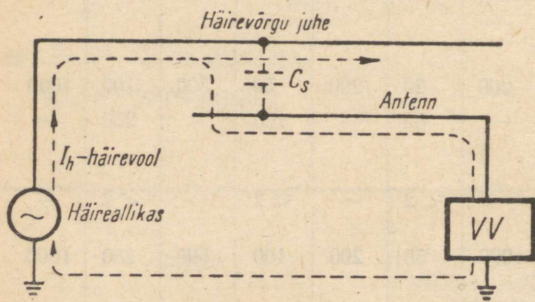 Häirevõrgu juhe
Cs
Antenn
Ih-häirevool
Häireallikas
VV